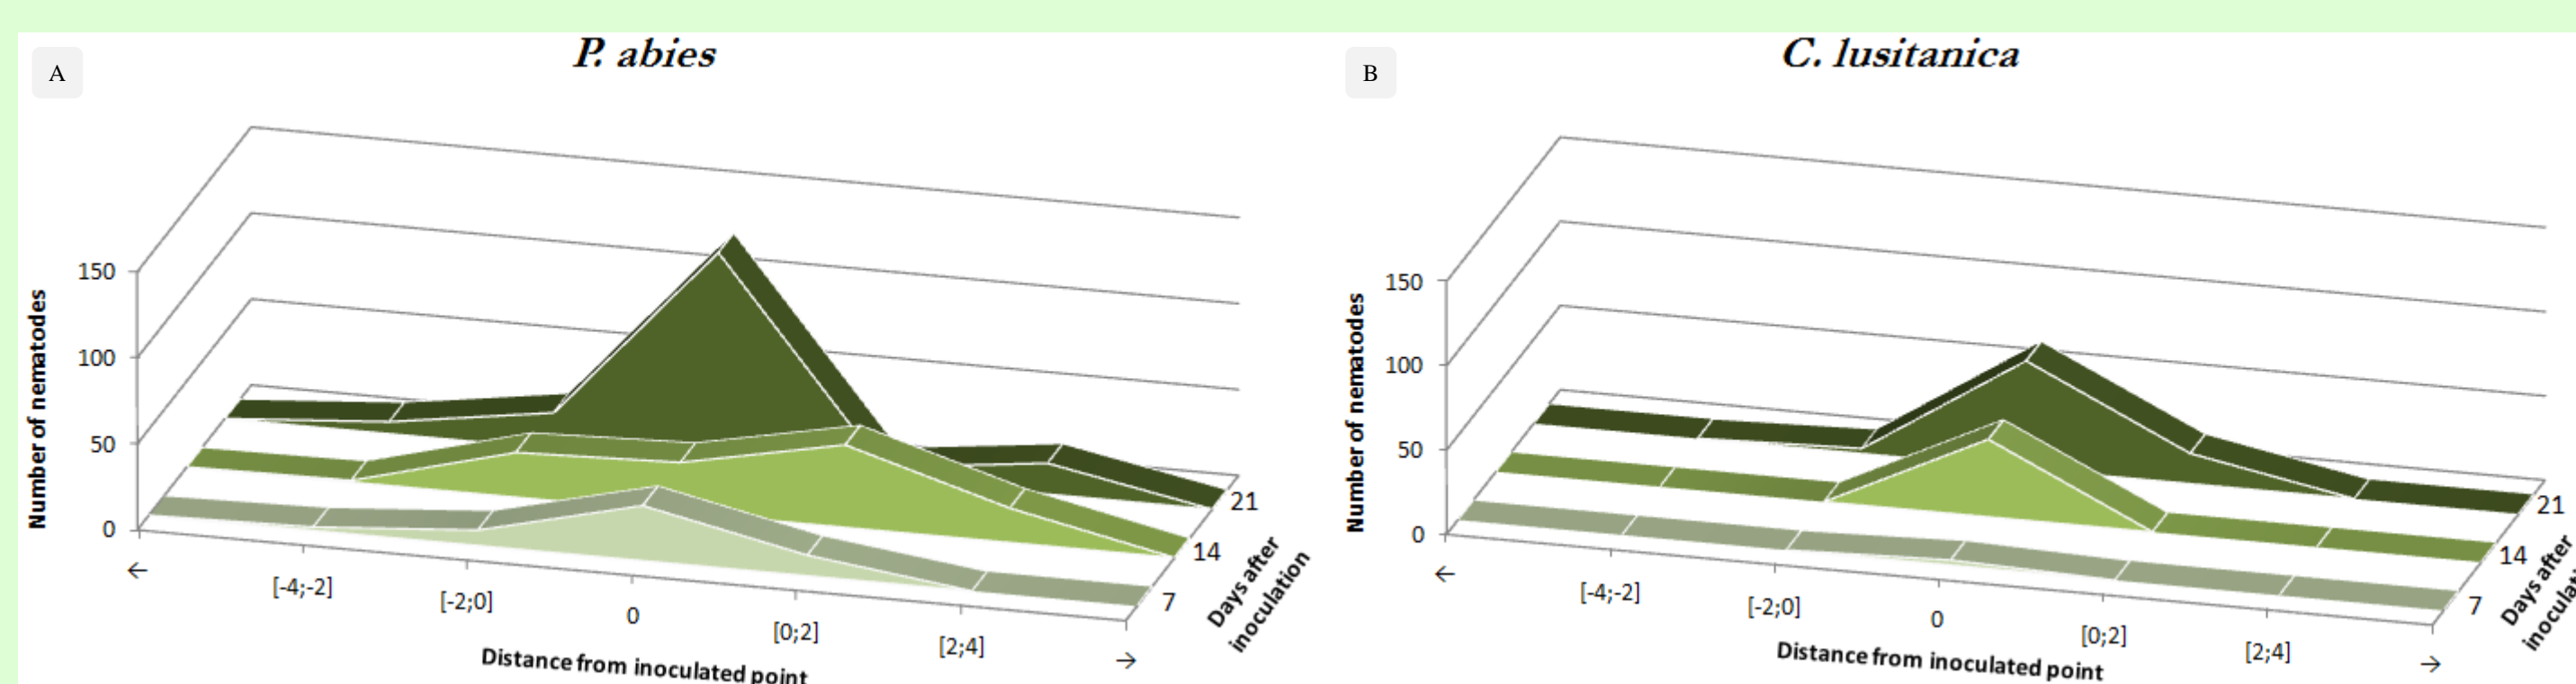 A
P. abies
Number of nematodes
150
100
50
0
←
[-4;-2]
[-2;0]
0
[0;2]
[2;4]
→
Distance from inoculated point
7
14
21
Days after
inoculation
B
C. lusitanica
Number of nematodes
150
100
50
0
←
[-4;-2]
[-2;0]
0
[0;2]
[2;4]
→
Distance from inoculated point
7
14
21
Days after